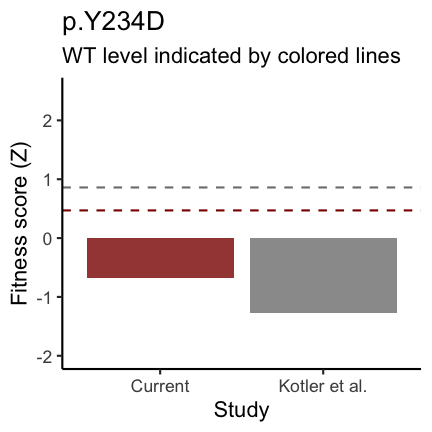 p.Y234D
WT level indicated by colored lines
Fitness score (Z)
2
1
0
-1
-2
Current
Kotler et al.
Study